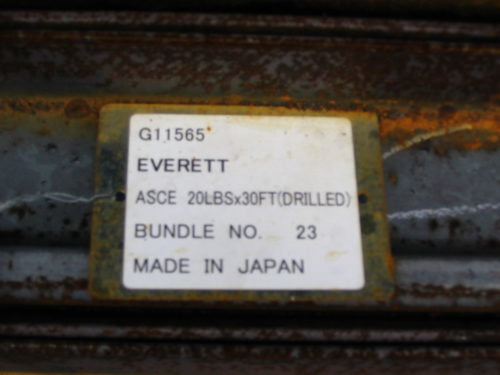 G11565
EVERETT
ASCE 20LBSx30FT(DRILLED)
BUNDLE NO. 23
MADE IN JAPAN